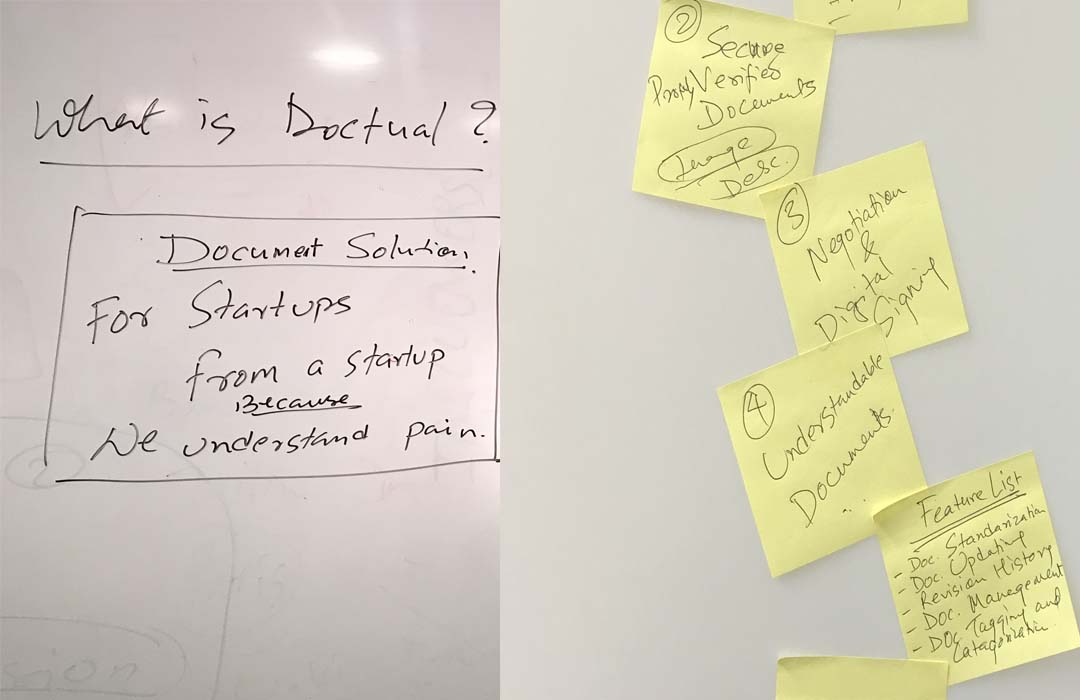 What is Doctual?
Document Solution.
For Startups
from a startup
Because
We understand pain.
②
Secure
Verified
Documents
Image
Desc.
③
Negotiation
&
Digital
Signing
④
Understandable
Documents.
Feature List
- Doc. Standarization
- Doc. Updating
- Revision History
- Doc. Management
- Doc. Tagging and
Catagorization.